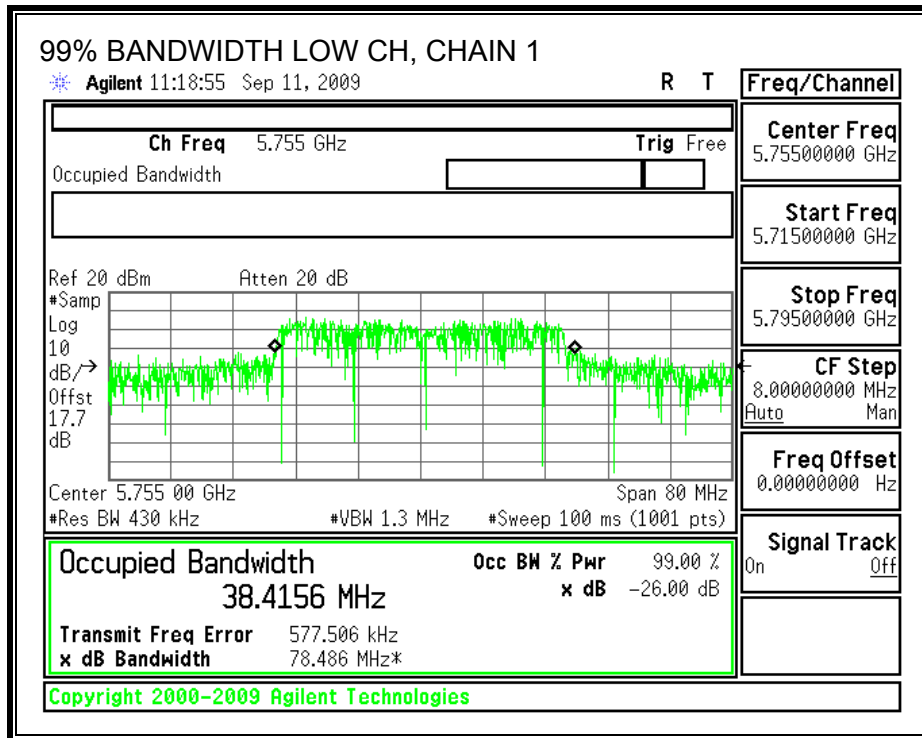 99% BANDWIDTH LOW CH, CHAIN 1
Agilent 11:18:55 Sep 11, 2009 R T
Ch Freq 5.755 GHz Trig Free
Occupied Bandwidth
Ref 20 dBm Atten 20 dB
#Samp
Log
10
dB/
Offst
17.7
dB
Center 5.755 00 GHz Span 80 MHz
#Res BW 430 kHz #VBW 1.3 MHz #Sweep 100 ms (1001 pts)
Occupied Bandwidth
38.4156 MHz
Occ BW % Pwr 99.00 %
x dB -26.00 dB
Transmit Freq Error 577.506 kHz
x dB Bandwidth 78.486 MHz*
Copyright 2000-2009 Agilent Technologies
Freq/Channel
Center Freq
5.75500000 GHz
Start Freq
5.71500000 GHz
Stop Freq
5.79500000 GHz
CF Step
8.00000000 MHz
Auto Man
Freq Offset
0.00000000 Hz
Signal Track
On Off